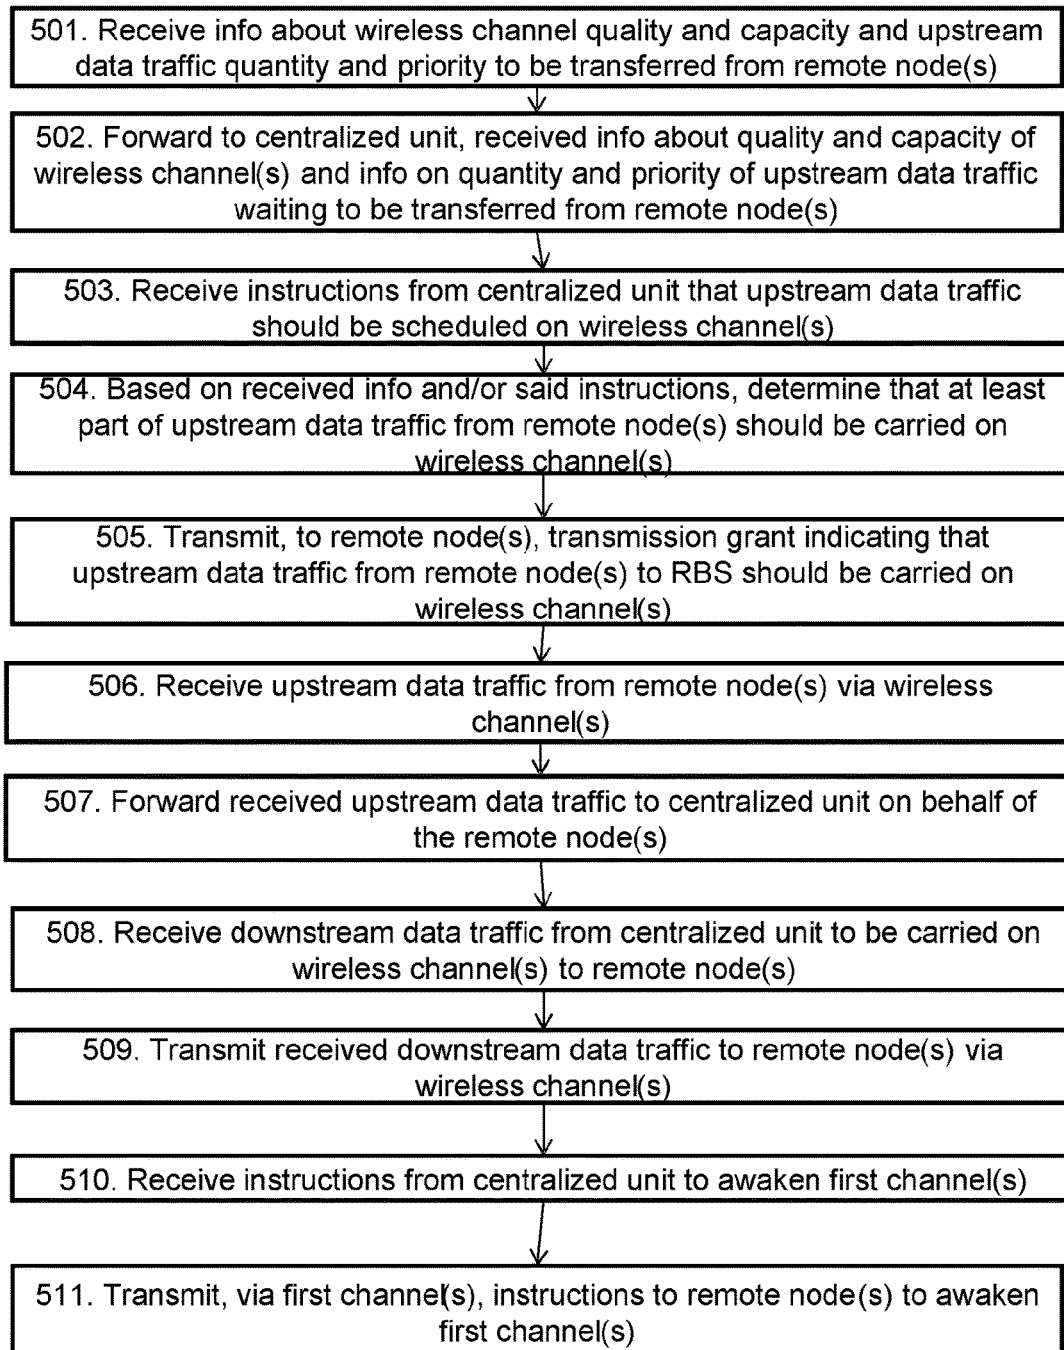 501. Receive info about wireless channel quality and capacity and upstream
data traffic quantity and priority to be transferred from remote node(s)
502. Forward to centralized unit, received info about quality and capacity of
wireless channel(s) and info on quantity and priority of upstream data traffic
waiting to be transferred from remote node(s)
503. Receive instructions from centralized unit that upstream data traffic
should be scheduled on wireless channel(s)
504. Based on received info and/or said instructions, determine that at least
part of upstream data traffic from remote node(s) should be carried on
wireless channel(s)
505. Transmit, to remote node(s), transmission grant indicating that
upstream data traffic from remote node(s) to RBS should be carried on
wireless channel(s)
506. Receive upstream data traffic from remote node(s) via wireless
channel(s)
507. Forward received upstream data traffic to centralized unit on behalf of
the remote node(s)
508. Receive downstream data traffic from centralized unit to be carried on
wireless channel(s) to remote node(s)
509. Transmit received downstream data traffic to remote node(s) via
wireless channel(s)
510. Receive instructions from centralized unit to awaken first channel(s)
511. Transmit, via first channel(s), instructions to remote node(s) to awaken
first channel(s)